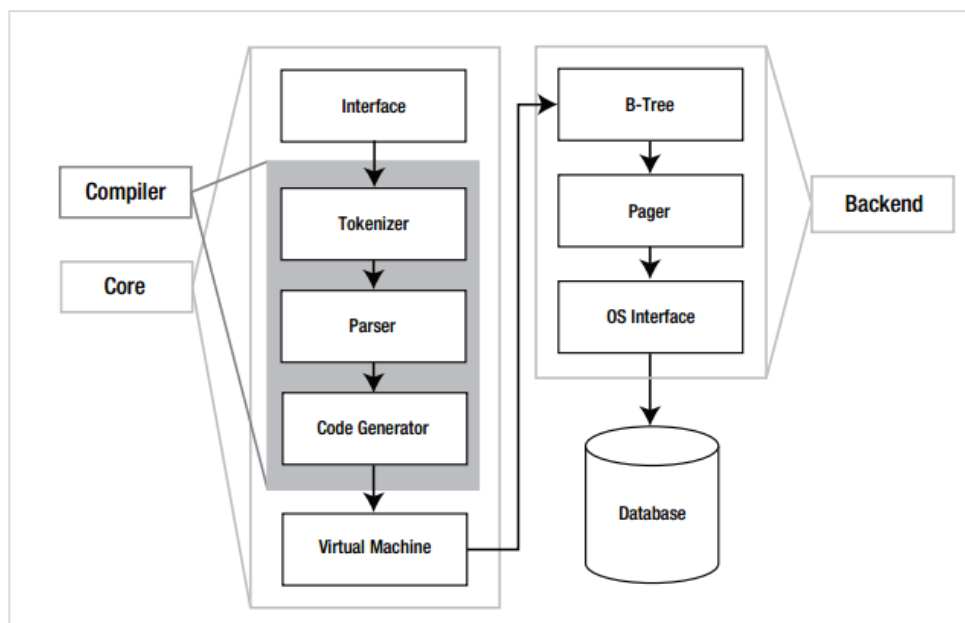 Interface
Compiler
Tokenizer
Core
Parser
Code Generator
Virtual Machine
B-Tree
Pager
Backend
OS Interface
Database